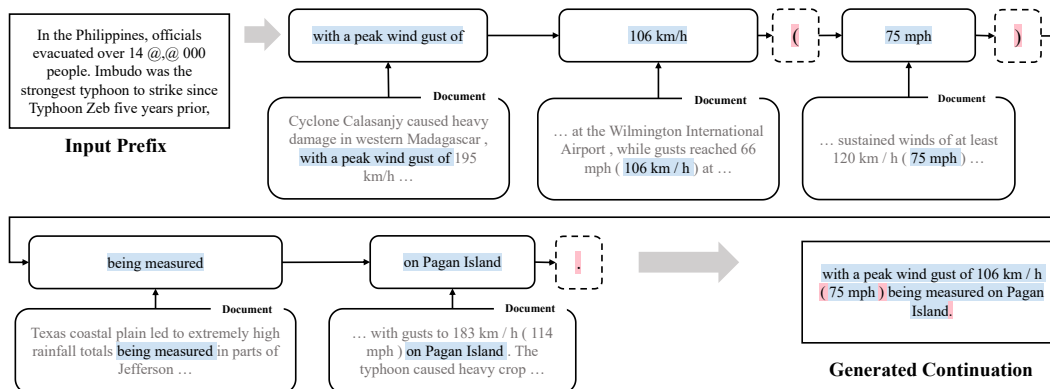 In the Philippines, officials
evacuated over 14 @,@ 000
people. Imbudo was the
strongest typhoon to strike since
Typhoon Zeb five years prior,
Input Prefix
with a peak wind gust of
106 km/h
(
75 mph
)
Document
Cyclone Calasanjy caused heavy
damage in western Madagascar ,
with a peak wind gust of 195
km/h …
Document
… at the Wilmington International
Airport , while gusts reached 66
mph ( 106 km / h ) at …
Document
… sustained winds of at least
120 km / h ( 75 mph ) …
being measured
on Pagan Island
.
Document
Texas coastal plain led to extremely high
rainfall totals being measured in parts of
Jefferson …
Document
… with gusts to 183 km / h ( 114
mph ) on Pagan Island . The
typhoon caused heavy crop …
with a peak wind gust of 106 km / h
( 75 mph ) being measured on Pagan
Island.
Generated Continuation